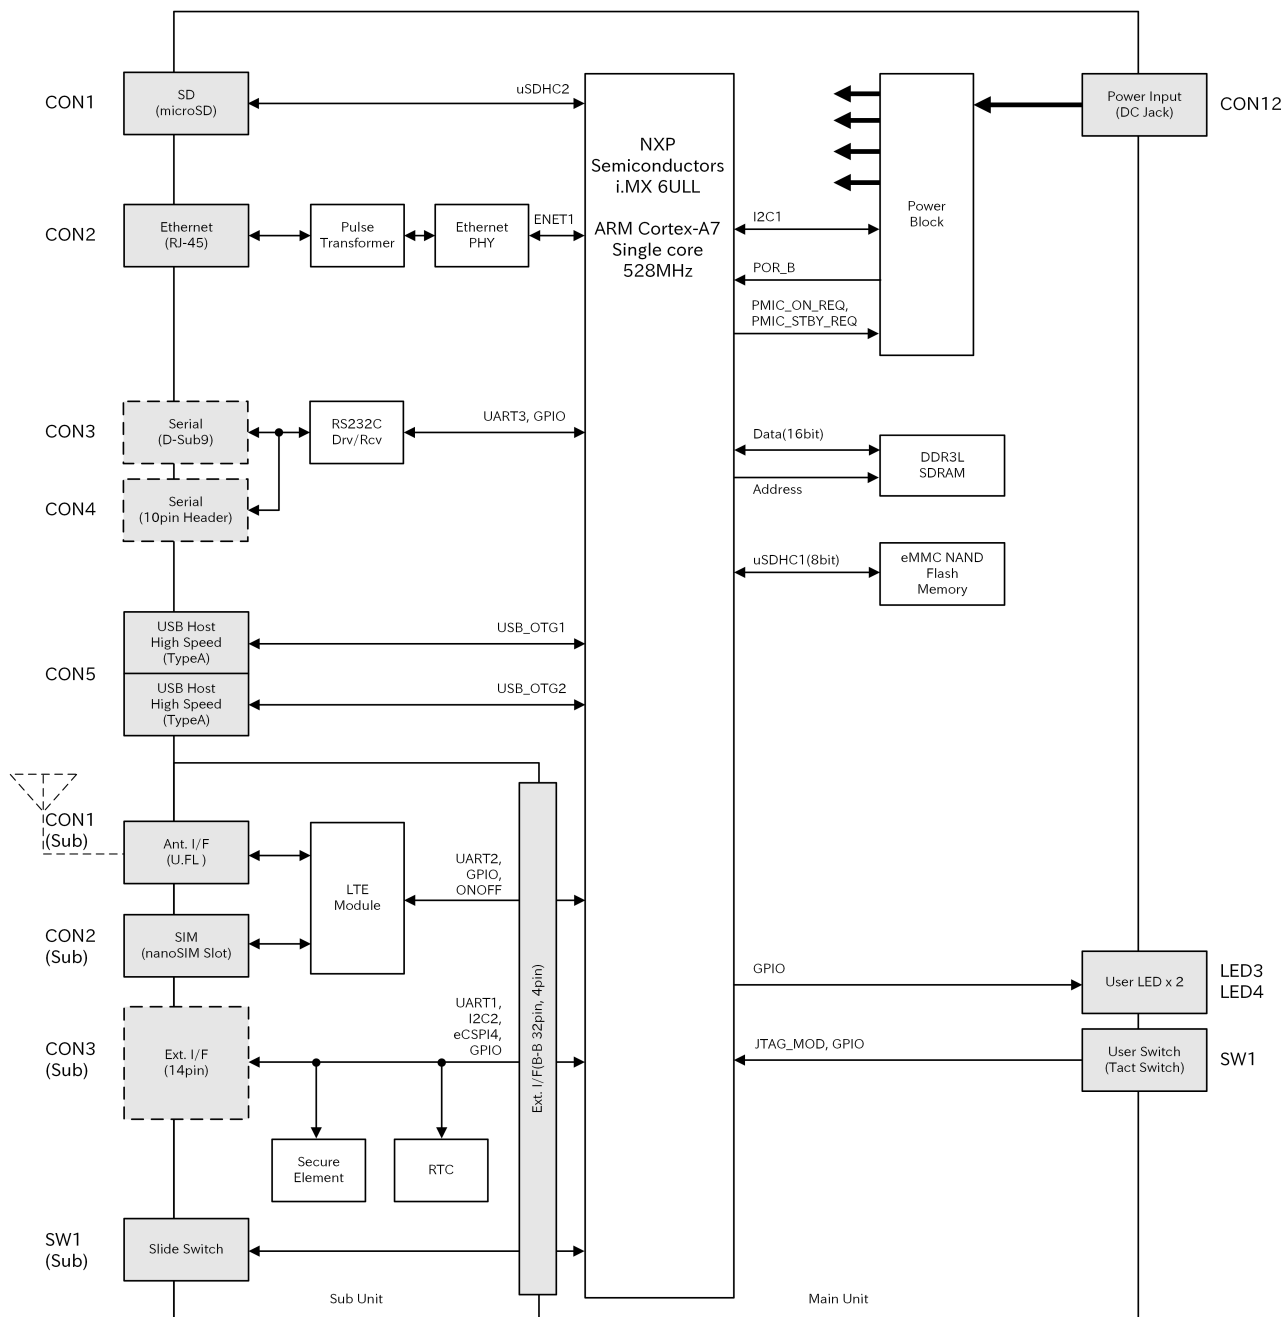 CON1
SD
(microSD)
uSDHC2
NXP
Semiconductors
i.MX 6ULL
ARM Cortex-A7
Single core
528MHz
Power Input
(DC Jack)
CON12
Power
Block
I2C1
POR_B
PMIC_ON_REQ,
PMIC_STBY_REQ
CON2
Ethernet
(RJ-45)
Pulse
Transformer
Ethernet
PHY
ENET1
CON3
Serial
(D-Sub9)
RS232C
Drv/Rcv
UART3, GPIO
CON4
Serial
(10pin Header)
Data(16bit)
Address
DDR3L
SDRAM
uSDHC1(8bit)
eMMC NAND
Flash
Memory
CON5
USB Host
High Speed
(TypeA)
USB_OTG1
USB Host
High Speed
(TypeA)
USB_OTG2
CON1
(Sub)
Ant. I/F
(U.FL )
LTE
Module
UART2,
GPIO,
ONOFF
CON2
(Sub)
SIM
(nanoSIM Slot)
CON3
(Sub)
Ext. I/F
(14pin)
UART1,
I2C2,
eCSPI4,
GPIO
Ext. I/F(B-B 32pin, 4pin)
Secure
Element
RTC
SW1
(Sub)
Slide Switch
GPIO
User LED x 2
LED3
LED4
JTAG_MOD, GPIO
User Switch
(Tact Switch)
SW1
Sub Unit
Main Unit